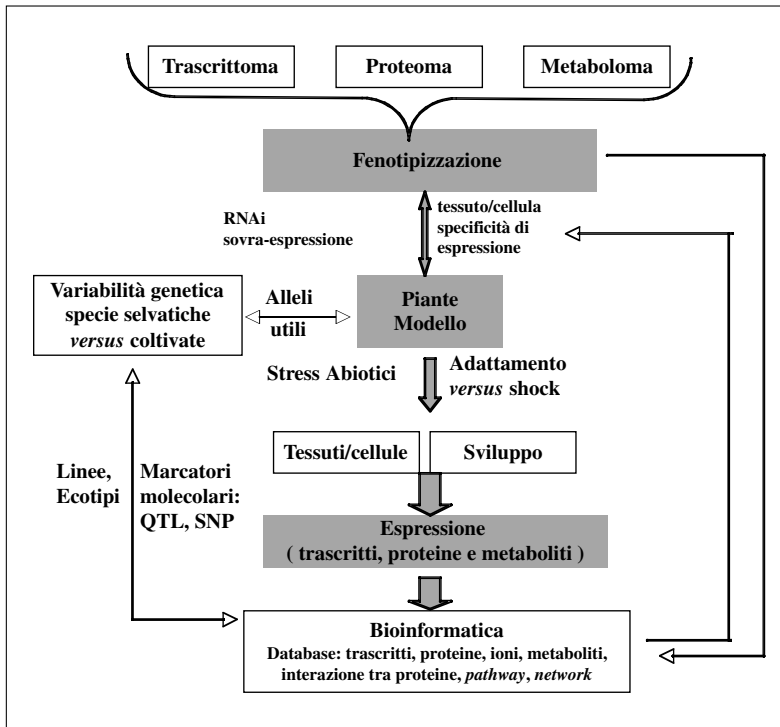 Trascrittoma
Proteoma
Metaboloma
Fenotipizzazione
RNAi
sovra-espressione
tessuto/cellula
specificità di
espressione
Variabilità genetica
specie selvatiche
versus coltivate
Alleli
utili
Piante
Modello
Stress Abiotici
Adattamento
versus shock
Tessuti/cellule
Sviluppo
Linee,
Ecotipi
Marcatori
molecolari:
QTL, SNP
Espressione
( trascritti, proteine e metaboliti )
Bioinformatica
Database: trascritti, proteine, ioni, metaboliti,
interazione tra proteine, pathway, network